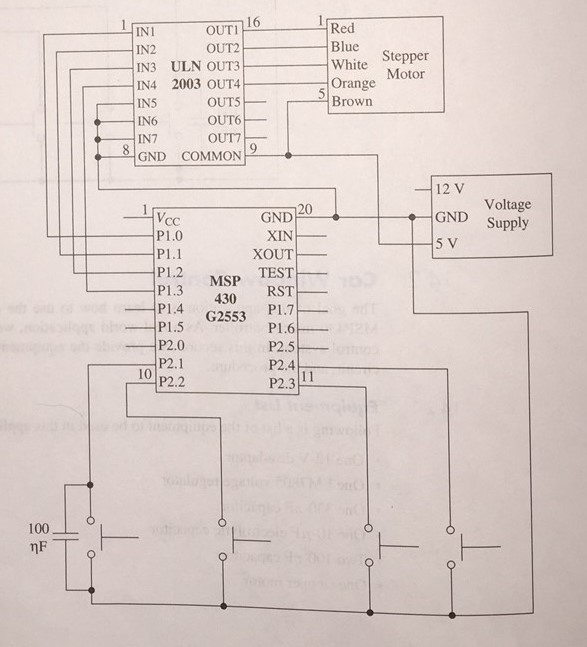 1 IN1 OUT1 16
IN2 OUT2
IN3 OUT3
IN4 OUT4
IN5 OUT5
IN6 OUT6
IN7 OUT7
8 GND COMMON 9
ULN
2003
1 Red
Blue
White
Orange
5 Brown
Stepper
Motor
12 V
GND
5 V
Voltage
Supply
1 VCC GND 20
P1.0 XIN
P1.1 XOUT
P1.2 TEST
P1.3 RST
P1.4 P1.7
P1.5 P1.6
P2.0 P2.5
P2.1 P2.4
10 P2.2 P2.3 11
MSP
430
G2553
100
ηF